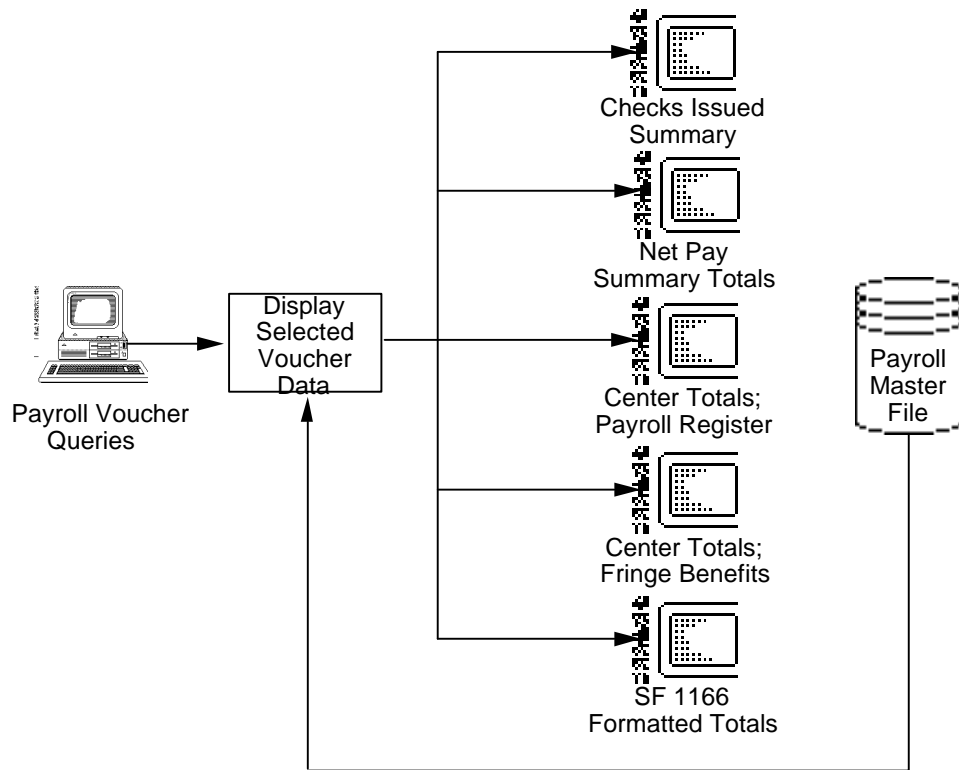 Checks Issued
Summary
Net Pay
Summary Totals
Display
Selected
Voucher
Data
Payroll
Master
File
Center Totals;
Payroll Register
Payroll Voucher
Queries
Center Totals;
Fringe Benefits
SF 1166
Formatted Totals